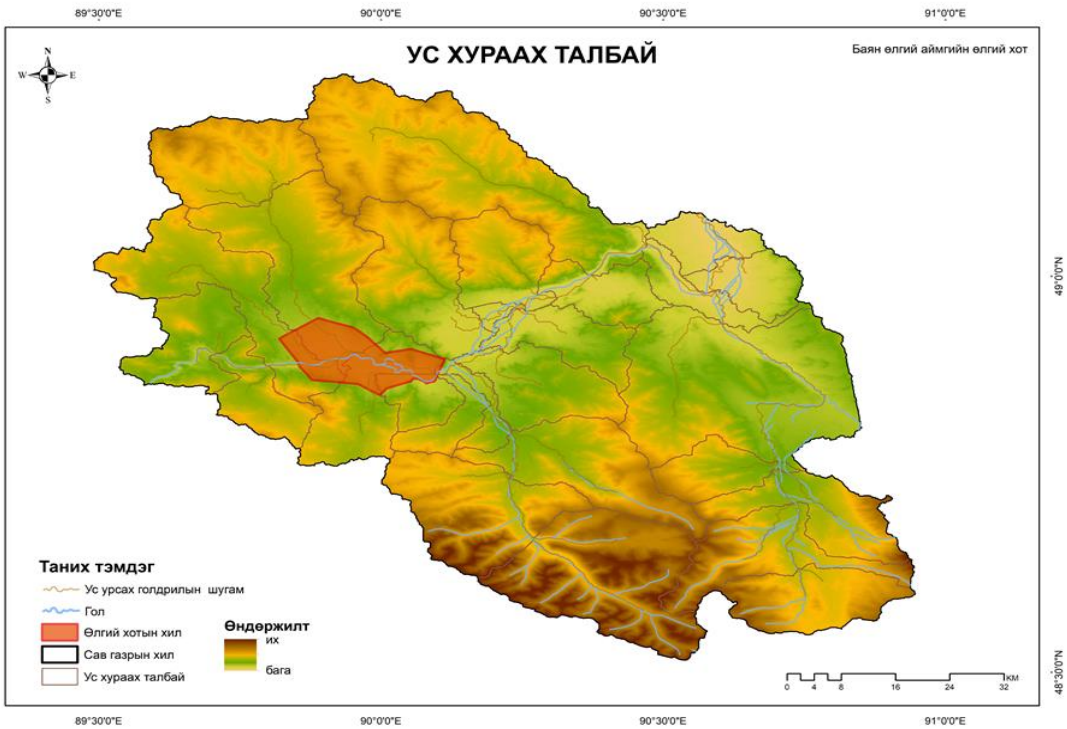 89°30'0"E 90°0'0"E 90°30'0"E 91°0'0"E
УС ХУРААХ ТАЛБАЙ
Баян өлгий аймгийн өлгий хот
N
W E
S
49°0'0"N
Таних тэмдэг
Ус урсах голдрилын шугам
Гол
Өлгий хотын хил
Сав газрын хил
Ус хураах талбай
Өндөржилт
их
бага
48°30'0"N
0 4 8 16 24 32 КМ
89°30'0"E 90°0'0"E 90°30'0"E 91°0'0"E